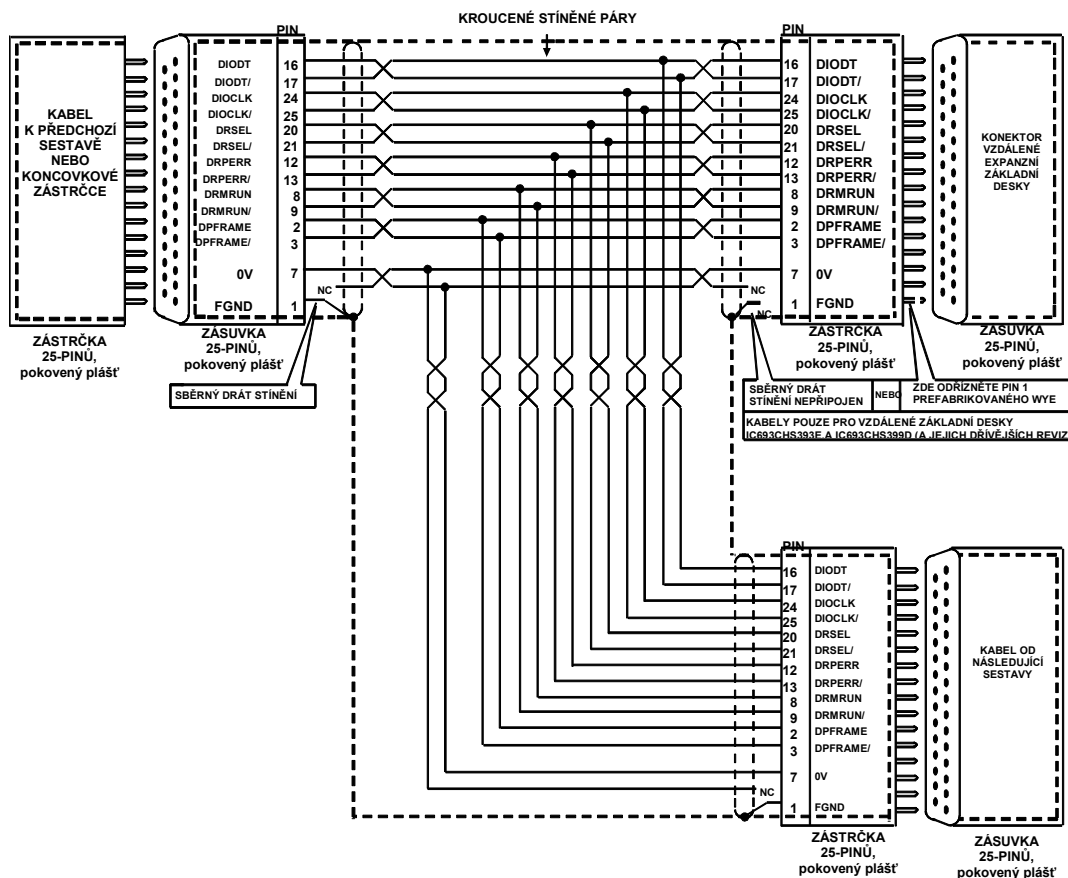 KROUCENÉ STÍNĚNÉ PÁRY
KABEL
K PŘEDCHOZÍ
SESTAVĚ
NEBO
KONCOVKOVÉ
ZÁSTRČCE
PIN
DIODT 16
DIODT/ 17
DIOCLK 24
DIOCLK/ 25
DRSEL 20
DRSEL/ 21
DRPERR 12
DRPERR/ 13
DRMRUN 8
DRMRUN/ 9
DPFRAME 2
DPFRAME/ 3
0V 7
NC
FGND 1
ZÁSTRČKA
25-PINŮ,
pokovený plášť
ZÁSUVKA
25-PINŮ,
pokovený plášť
SBĚRNÝ DRÁT STÍNĚNÍ
PIN
16 DIODT
17 DIODT/
24 DIOCLK
25 DIOCLK/
20 DRSEL
21 DRSEL/
12 DRPERR
13 DRPERR/
8 DRMRUN
9 DRMRUN/
2 DPFRAME
3 DPFRAME/
7 0V
NC
1 FGND
NC
KONEKTOR
VZDÁLENÉ
EXPANZNÍ
ZÁKLADNÍ
DESKY
ZÁSTRČKA
25-PINŮ,
pokovený plášť
ZÁSUVKA
25-PINŮ,
pokovený plášť
SBĚRNÝ DRÁT
STÍNĚNÍ NEPŘIPOJEN
NEBO
ZDE ODŘÍZNĚTE PIN 1
PREFABRIKOVANÉHO WYE
KABELY POUZE PRO VZDÁLENÉ ZÁKLADNÍ DESKY
IC693CHS393E A IC693CHS399D (A JEJICH DŘÍVĚJŠÍCH REVIZ
PIN
16 DIODT
17 DIODT/
24 DIOCLK
25 DIOCLK/
20 DRSEL
21 DRSEL/
12 DRPERR
13 DRPERR/
8 DRMRUN
9 DRMRUN/
2 DPFRAME
3 DPFRAME/
7 0V
NC
1 FGND
KABEL OD
NÁSLEDUJÍCÍ
SESTAVY
ZÁSTRČKA
25-PINŮ,
pokovený plášť
ZÁSUVKA
25-PINŮ,
pokovený plášť